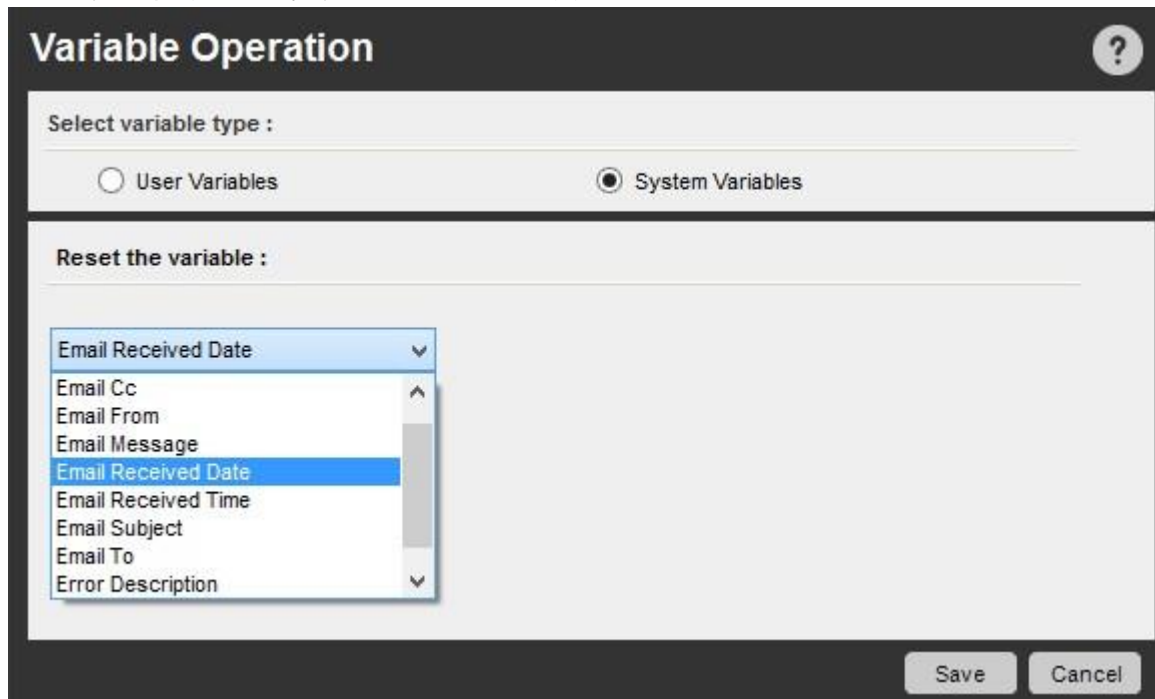 Variable Operation
?
Select variable type :
User Variables
System Variables
Reset the variable :
Email Received Date
Email Cc
Email From
Email Message
Email Received Date
Email Received Time
Email Subject
Email To
Error Description
Save
Cancel